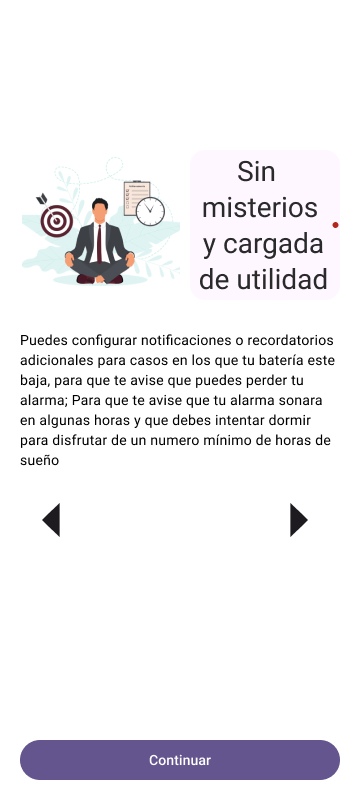 Sin
misterios
y cargada
de utilidad
Puedes configurar notificaciones o recordatorios
adicionales para casos en los que tu batería este
baja, para que te avise que puedes perder tu
alarma; Para que te avise que tu alarma sonara
en algunas horas y que debes intentar dormir
para disfrutar de un numero mínimo de horas de
sueño
Continuar